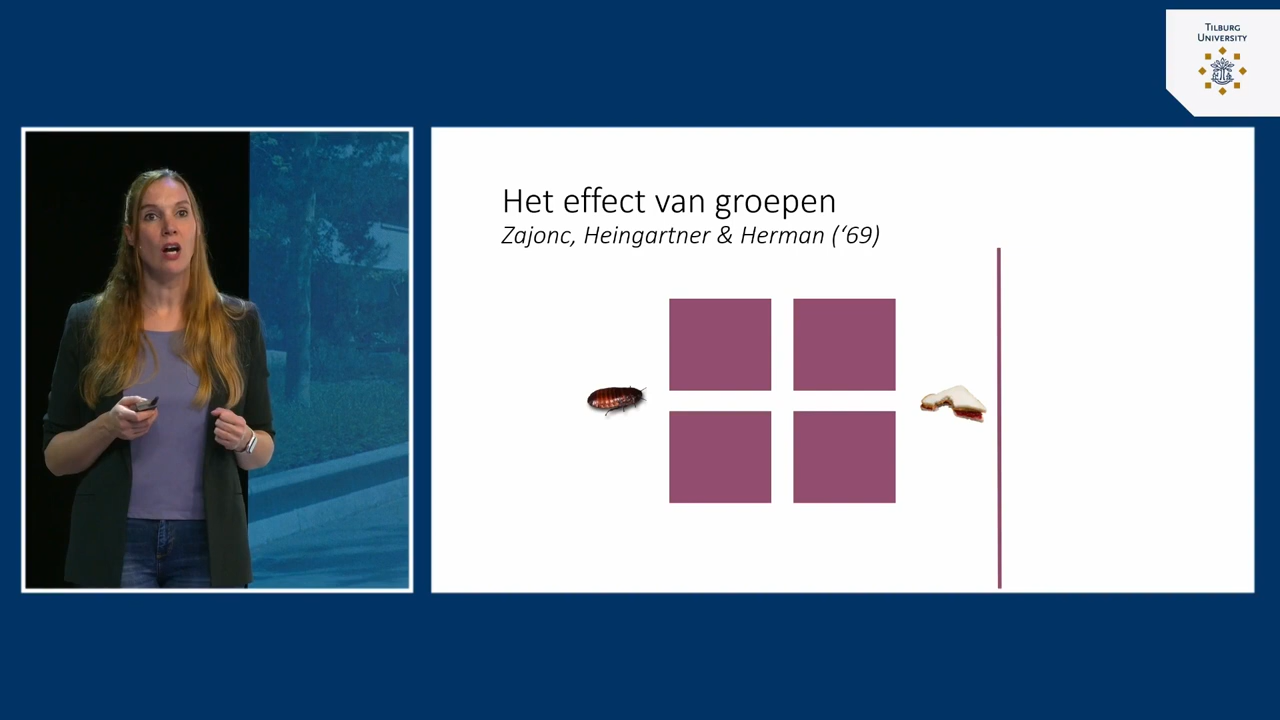 TILBURG
UNIVERSITY
Het effect van groepen
Zajonc, Heingartner & Herman (‘69)